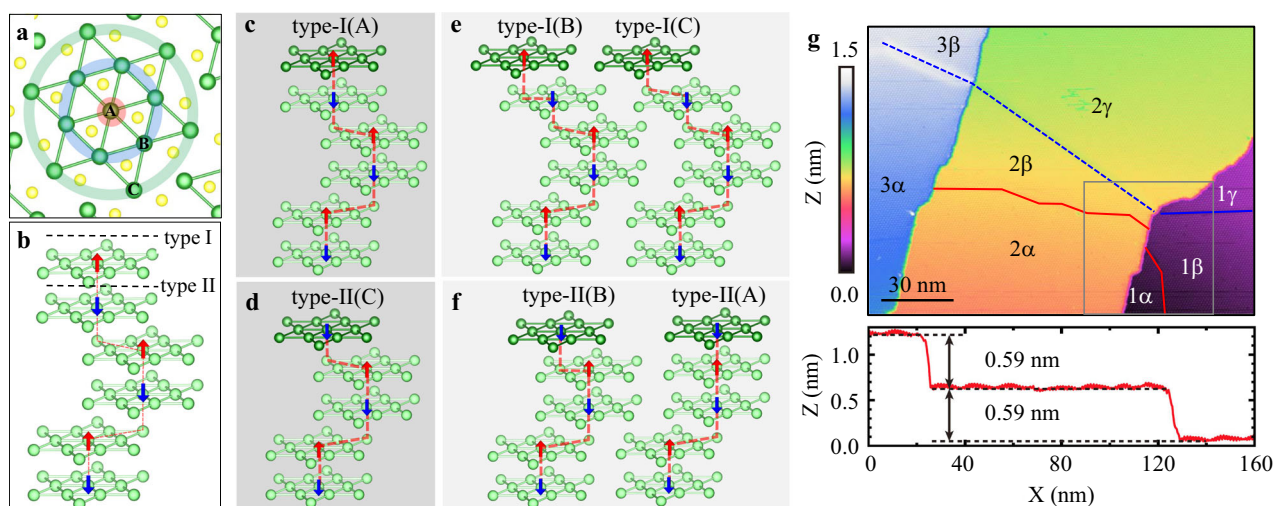 a
A
B
C
b
type I
type II
c
type-I(A)
d
type-II(C)
e
type-I(B)
type-I(C)
f
type-II(B)
type-II(A)
g
1.5
Z (nm)
0.0
3β
2γ
2β
3α
1γ
2α
1β
1α
30 nm
Z (nm)
1.0
0.5
0.0
0.59 nm
0.59 nm
0
40
80
120
160
X (nm)